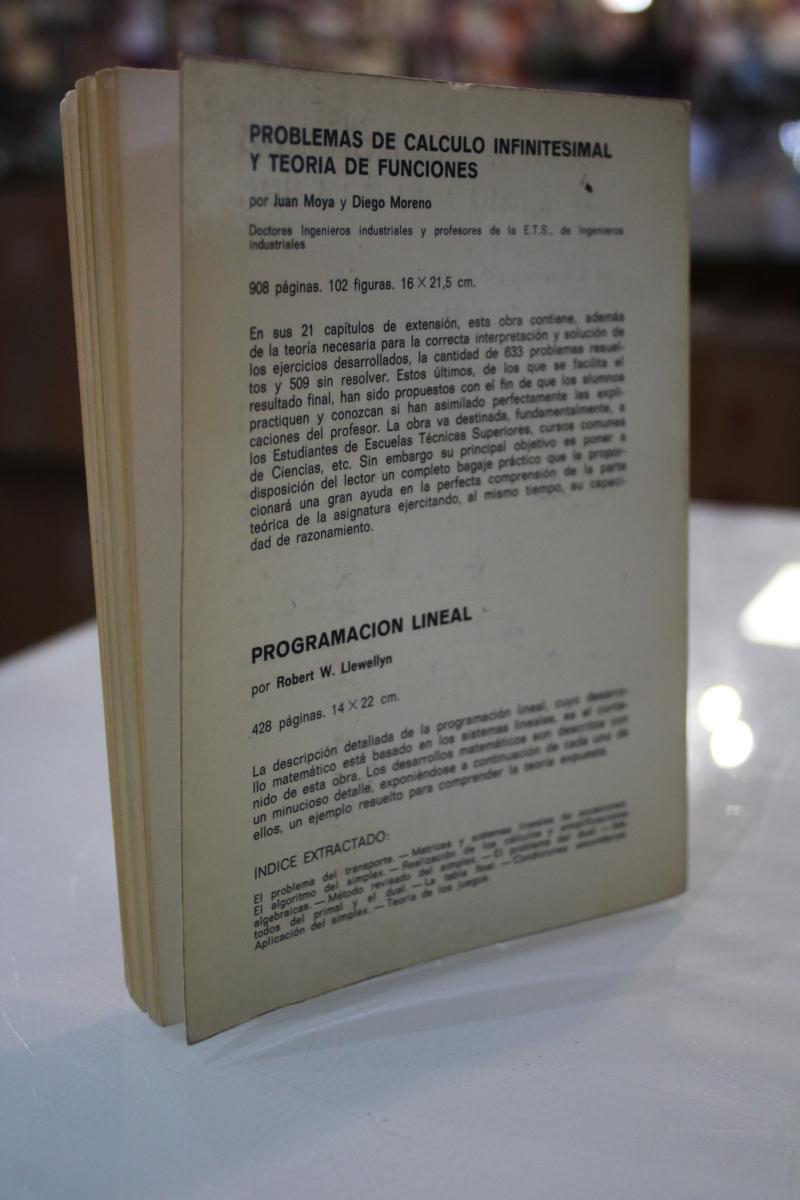 PROBLEMAS DE CALCULO INFINITESIMAL
Y TEORIA DE FUNCIONES
por Juan Moya y Diego Moreno
Doctores Ingenieros industriales y profesores de la E.T.S., de Ingenieros
industriales
908 páginas. 102 figuras. 16 × 21,5 cm.
En sus 21 capítulos de extensión, esta obra contiene, además
de la teoría necesaria para la correcta interpretación y solución de
los ejercicios desarrollados, la cantidad de 633 problemas resuel-
tos y 509 sin resolver. Estos últimos, de los que se facilita el
resultado final, han sido propuestos con el fin de que los alumnos
practiquen y conozcan si han asimilado perfectamente las expli-
caciones del profesor. La obra va destinada, fundamentalmente, a
los Estudiantes de Escuelas Técnicas Superiores, cursos comunes
de Ciencias, etc. Sin embargo su principal objetivo es poner a
disposición del lector un completo bagaje práctico que le propor-
cionará una gran ayuda en la perfecta comprensión de la parte
teórica de la asignatura ejercitando, al mismo tiempo, su capaci-
dad de razonamiento.
PROGRAMACION LINEAL
por Robert W. Llewellyn
428 páginas. 14 × 22 cm.
La descripción detallada de la programación lineal, cuyo desarro-
llo matemático está basado en los sistemas lineales, es el conte-
nido de esta obra. Los desarrollos matemáticos son descritos con
un minucioso detalle, exponiéndose a continuación de cada uno de
ellos, un ejemplo resuelto para comprender la teoría expuesta.
INDICE EXTRACTADO:
El problema del transporte. — Matrices y sistemas lineales de ecuaciones.
El algoritmo del simplex. — Realización de los cálculos y simplificaciones
algebraicas. — Método revisado del simplex. — El problema del dual. — Mé-
todos del primal y el dual. — La tabla final. — Condiciones secundarias.
Aplicación del simplex. — Teoría de los juegos.